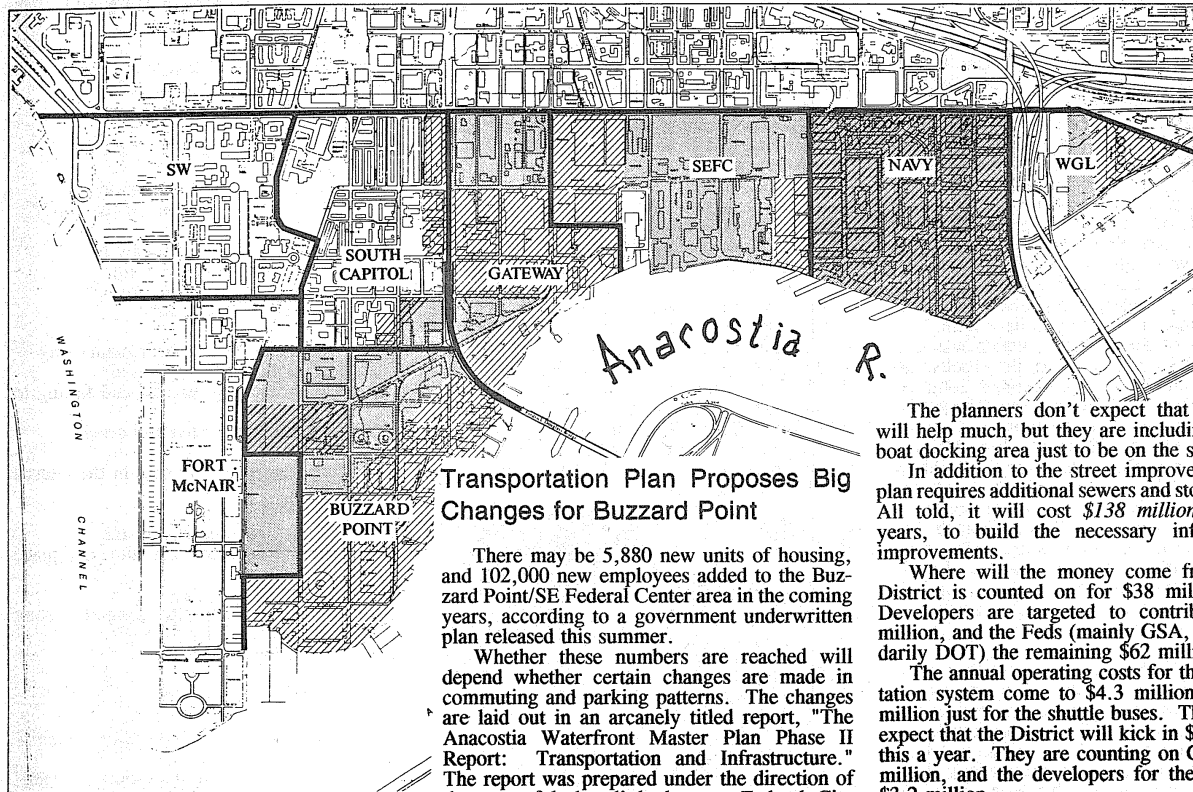 SW
SOUTH
CAPITOL
GATEWAY
SEFC
NAVY
WGL
Anacostia R.
WASHINGTON
CHANNEL
FORT
McNAIR
BUZZARD
POINT
Transportation Plan Proposes Big
Changes for Buzzard Point
There may be 5,880 new units of housing,
and 102,000 new employees added to the Buz-
zard Point/SE Federal Center area in the coming
years, according to a government underwritten
plan released this summer.
Whether these numbers are reached will
depend whether certain changes are made in
commuting and parking patterns. The changes
are laid out in an arcanely titled report, "The
Anacostia Waterfront Master Plan Phase II
Report: Transportation and Infrastructure."
The report was prepared under the direction of
The planners don't expect that
will help much, but they are
boat docking area just to be on the
In addition to the street
plan requires additional sewers and
All told, it will cost $138 million
years, to build the necessary
improvements.
Where will the money come
District is counted on for $38
Developers are targeted to
million, and the Feds (mainly GSA,
darily DOT) the remaining $62
The annual operating costs for
tation system come to $4.3 million
million just for the shuttle buses.
expect that the District will kick in
this a year. They are counting on
million, and the developers for the